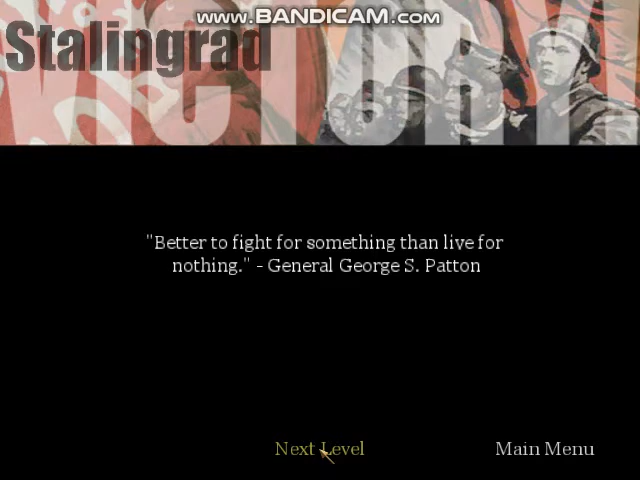 www.BANDICAM.com
Stalingrad
VICTORY!
"Better to fight for something than live for
nothing." - General George S. Patton
Next Level
Main Menu